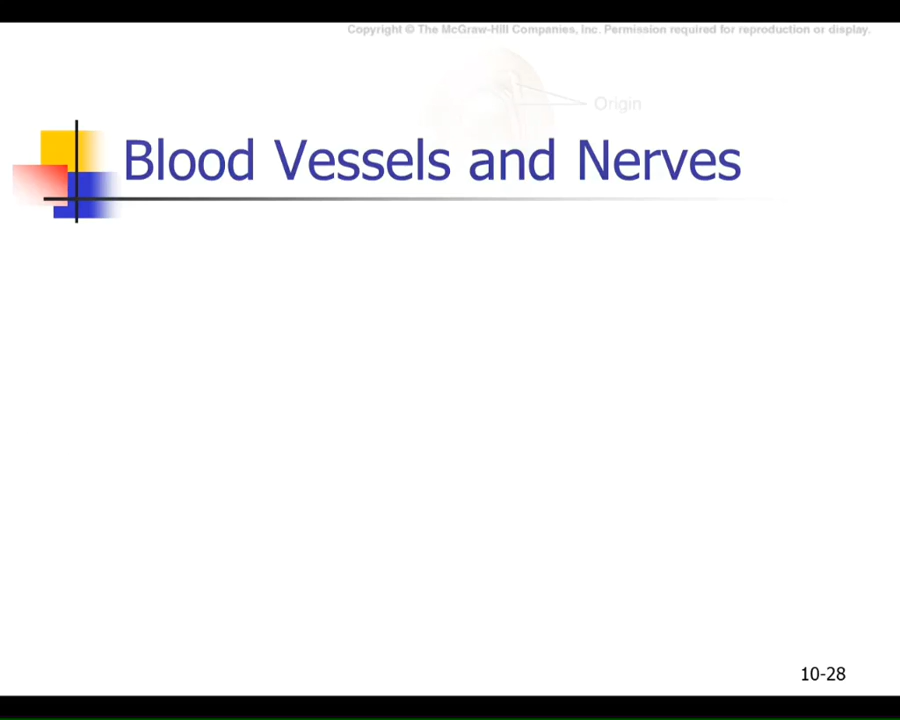 Copyright © The McGraw-Hill Companies, Inc. Permission required for reproduction or display.
Origin
Blood Vessels and Nerves
10-28